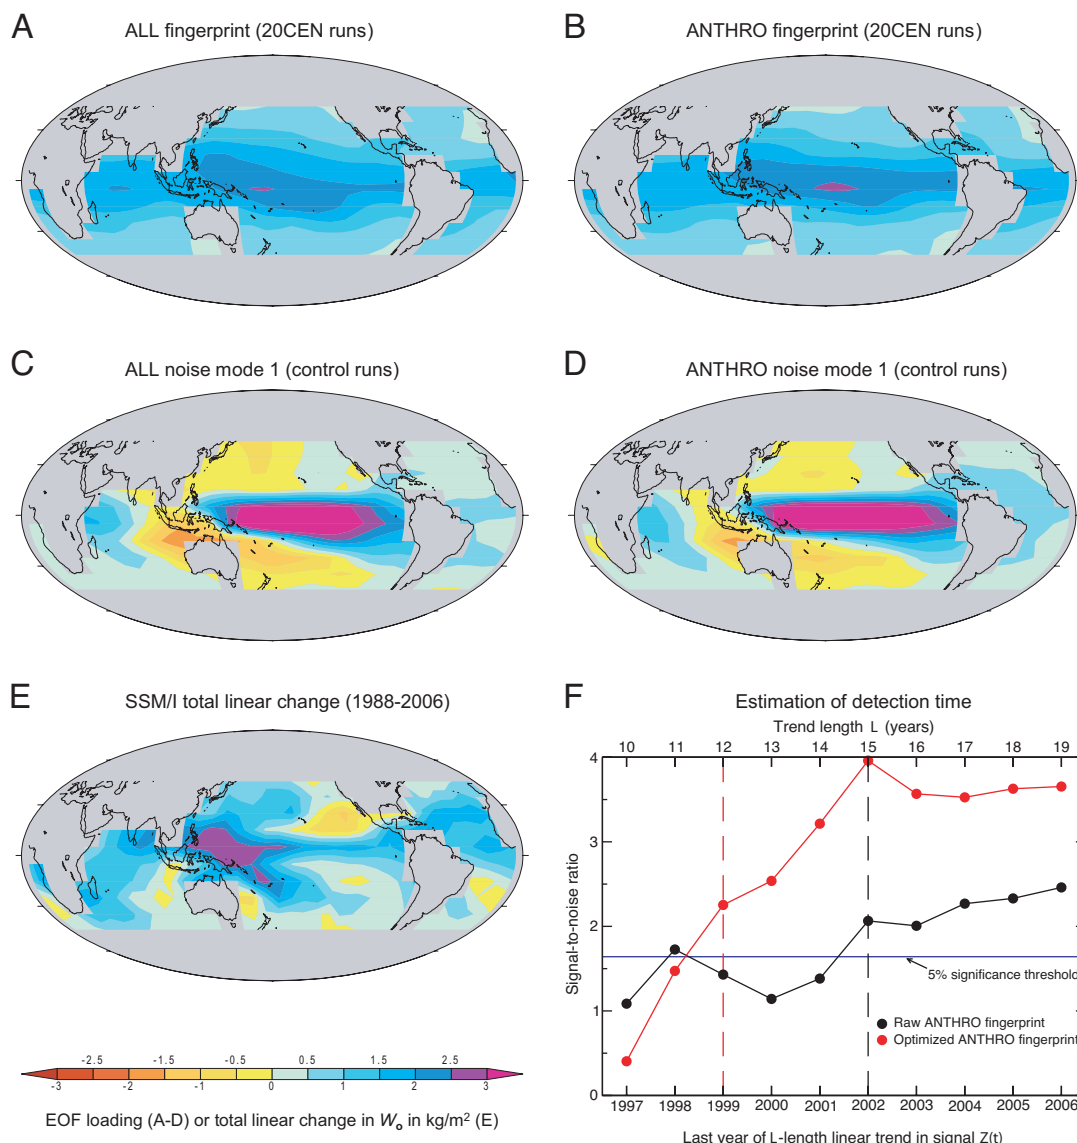 A ALL fingerprint (20CEN runs)
B ANTHRO fingerprint (20CEN runs)
C ALL noise mode 1 (control runs)
D ANTHRO noise mode 1 (control runs)
E SSM/I total linear change (1988-2006)
-2.5 -1.5 -0.5 0.5 1.5 2.5
-3 -2 -1 0 1 2 3
EOF loading (A-D) or total linear change in Wo in kg/m² (E)
F Estimation of detection time
Trend length L (years)
10 11 12 13 14 15 16 17 18 19
4
3
2
1
0
Signal-to-noise ratio
5% significance threshold
Raw ANTHRO fingerprint
Optimized ANTHRO fingerprint
1997 1998 1999 2000 2001 2002 2003 2004 2005 2006
Last year of L-length linear trend in signal Z(t)